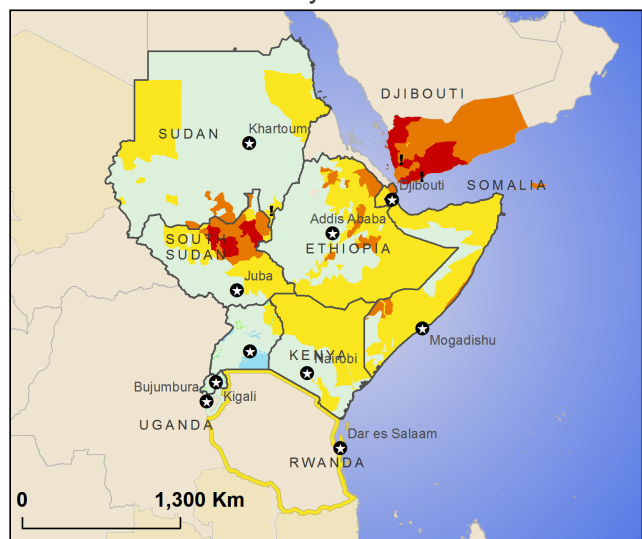 DJIBOUTI
SUDAN
Khartoum
!
!
Djibouti
SOMALIA
!
Addis Ababa
SOUTH
SUDAN
ETHIOPIA
Juba
Mogadishu
KENYA
Nairobi
Bujumbura
Kigali
UGANDA
Dar es Salaam
RWANDA
0 1,300 Km